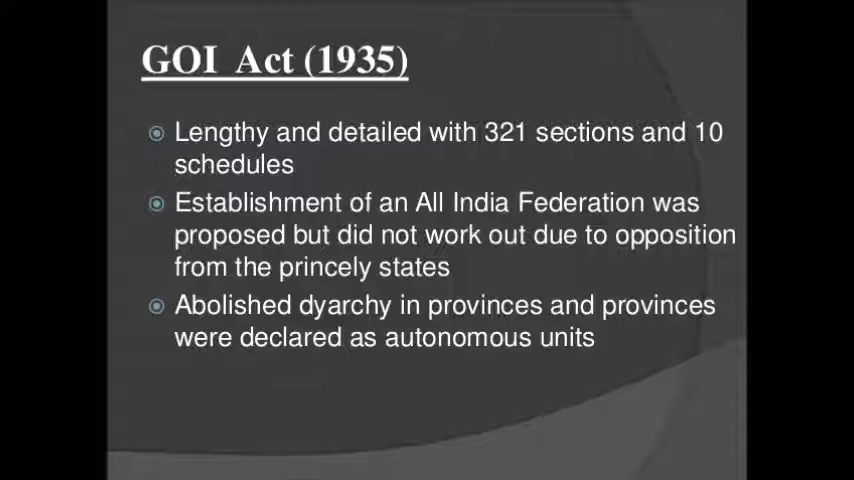 GOI Act (1935)
Lengthy and detailed with 321 sections and 10
schedules
Establishment of an All India Federation was
proposed but did not work out due to opposition
from the princely states
Abolished dyarchy in provinces and provinces
were declared as autonomous units